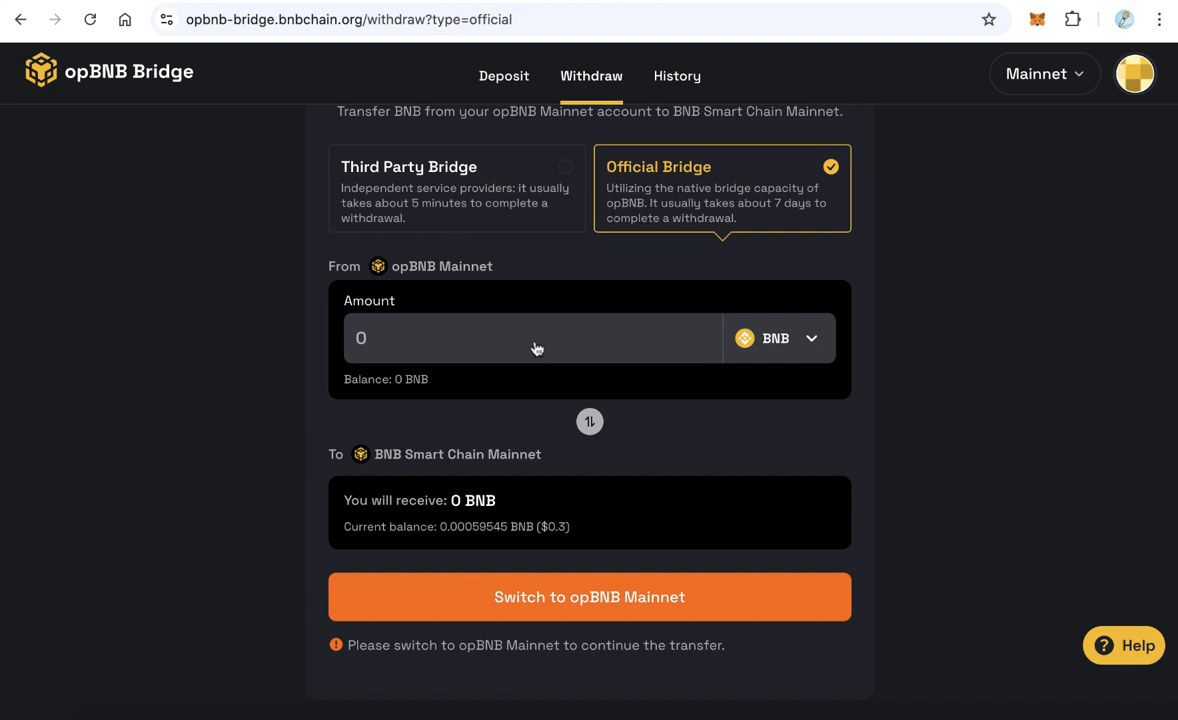 opbnb-bridge.bnbchain.org/withdraw?type=official
opBNB Bridge
Deposit
Withdraw
History
Mainnet
Transfer BNB from your opBNB Mainnet account to BNB Smart Chain Mainnet.
Third Party Bridge
Independent service providers: it usually
takes about 5 minutes to complete a
withdrawal.
Official Bridge
Utilizing the native bridge capacity of
opBNB. It usually takes about 7 days to
complete a withdrawal.
From opBNB Mainnet
Amount
0
BNB
Balance: 0 BNB
To BNB Smart Chain Mainnet
You will receive: 0 BNB
Current balance: 0.00059545 BNB ($0.3)
Switch to opBNB Mainnet
! Please switch to opBNB Mainnet to continue the transfer.
? Help